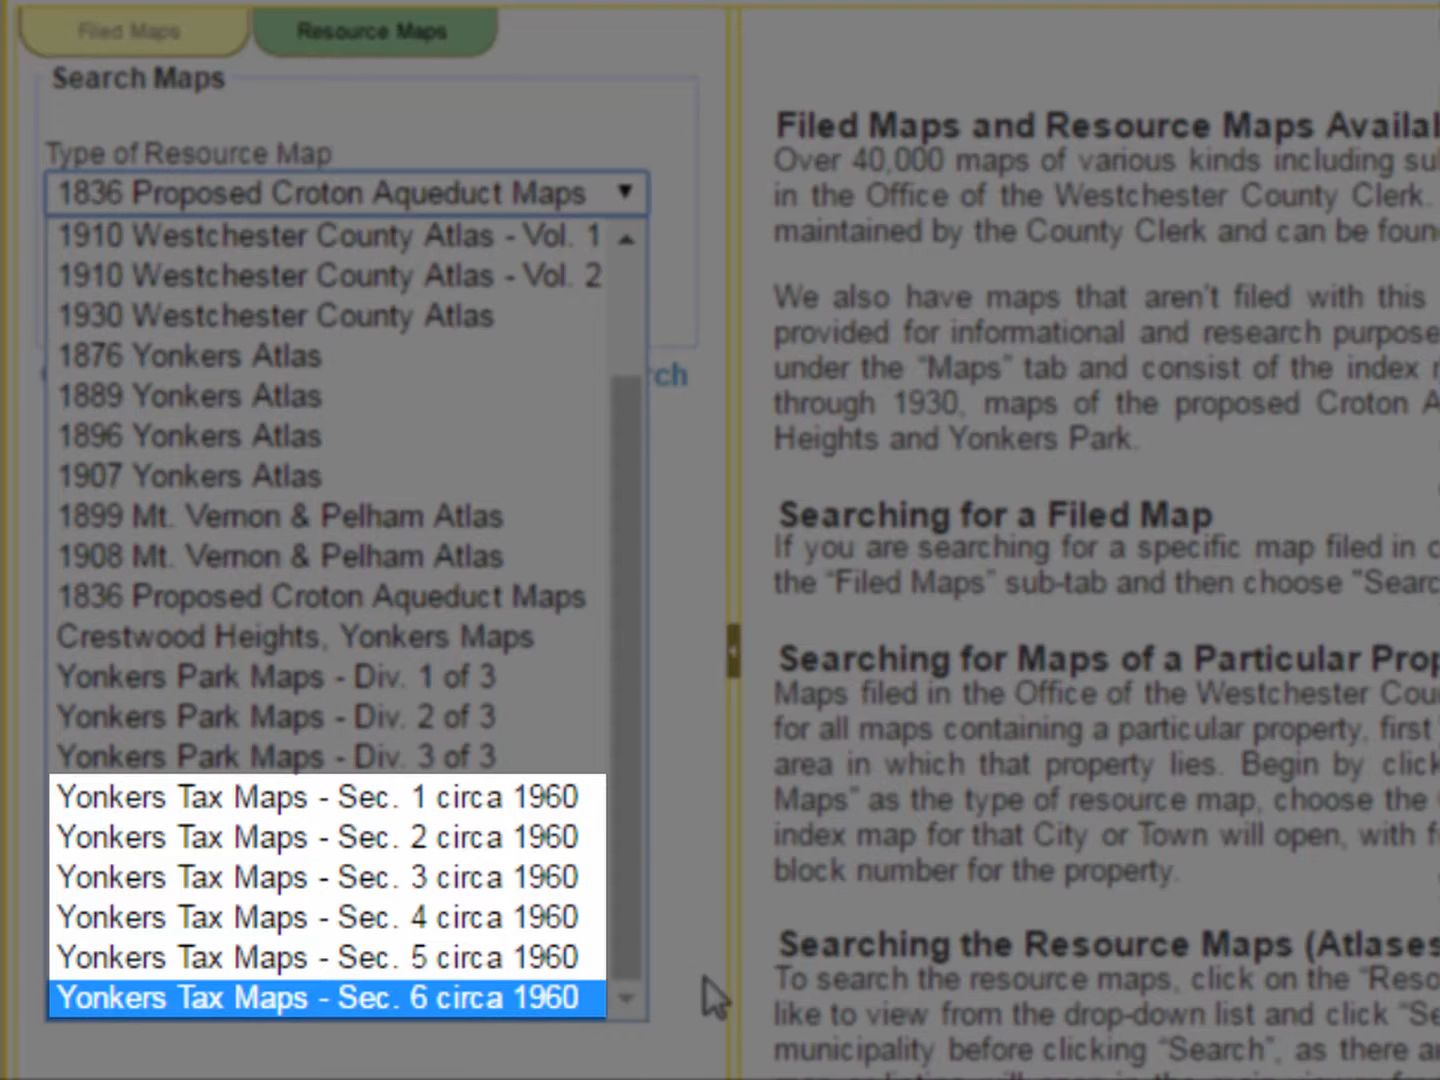 Filed Maps
Resource Maps
Search Maps
Type of Resource Map
1836 Proposed Croton Aqueduct Maps
1910 Westchester County Atlas - Vol. 1
1910 Westchester County Atlas - Vol. 2
1930 Westchester County Atlas
1876 Yonkers Atlas
1889 Yonkers Atlas
1896 Yonkers Atlas
1907 Yonkers Atlas
1899 Mt. Vernon & Pelham Atlas
1908 Mt. Vernon & Pelham Atlas
1836 Proposed Croton Aqueduct Maps
Crestwood Heights, Yonkers Maps
Yonkers Park Maps - Div. 1 of 3
Yonkers Park Maps - Div. 2 of 3
Yonkers Park Maps - Div. 3 of 3
Yonkers Tax Maps - Sec. 1 circa 1960
Yonkers Tax Maps - Sec. 2 circa 1960
Yonkers Tax Maps - Sec. 3 circa 1960
Yonkers Tax Maps - Sec. 4 circa 1960
Yonkers Tax Maps - Sec. 5 circa 1960
Yonkers Tax Maps - Sec. 6 circa 1960
rch
Filed Maps and Resource Maps Availal
Over 40,000 maps of various kinds including su
in the Office of the Westchester County Clerk.
maintained by the County Clerk and can be foun
We also have maps that aren't filed with this
provided for informational and research purpose
under the “Maps” tab and consist of the index
through 1930, maps of the proposed Croton A
Heights and Yonkers Park.
Searching for a Filed Map
If you are searching for a specific map filed in
the “Filed Maps” sub-tab and then choose "Searc
Searching for Maps of a Particular Prop
Maps filed in the Office of the Westchester Cou
for all maps containing a particular property, first
area in which that property lies. Begin by click
Maps” as the type of resource map, choose the
index map for that City or Town will open, with
block number for the property.
Searching the Resource Maps (Atlases
To search the resource maps, click on the “Reso
like to view from the drop-down list and click “Se
municipality before clicking “Search”, as there